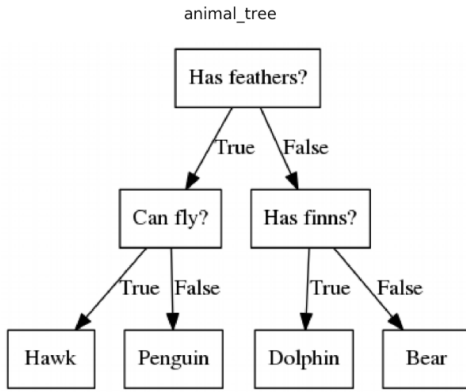 animal_tree
Has feathers?
True False
Can fly? Has finns?
True False True False
Hawk Penguin Dolphin Bear